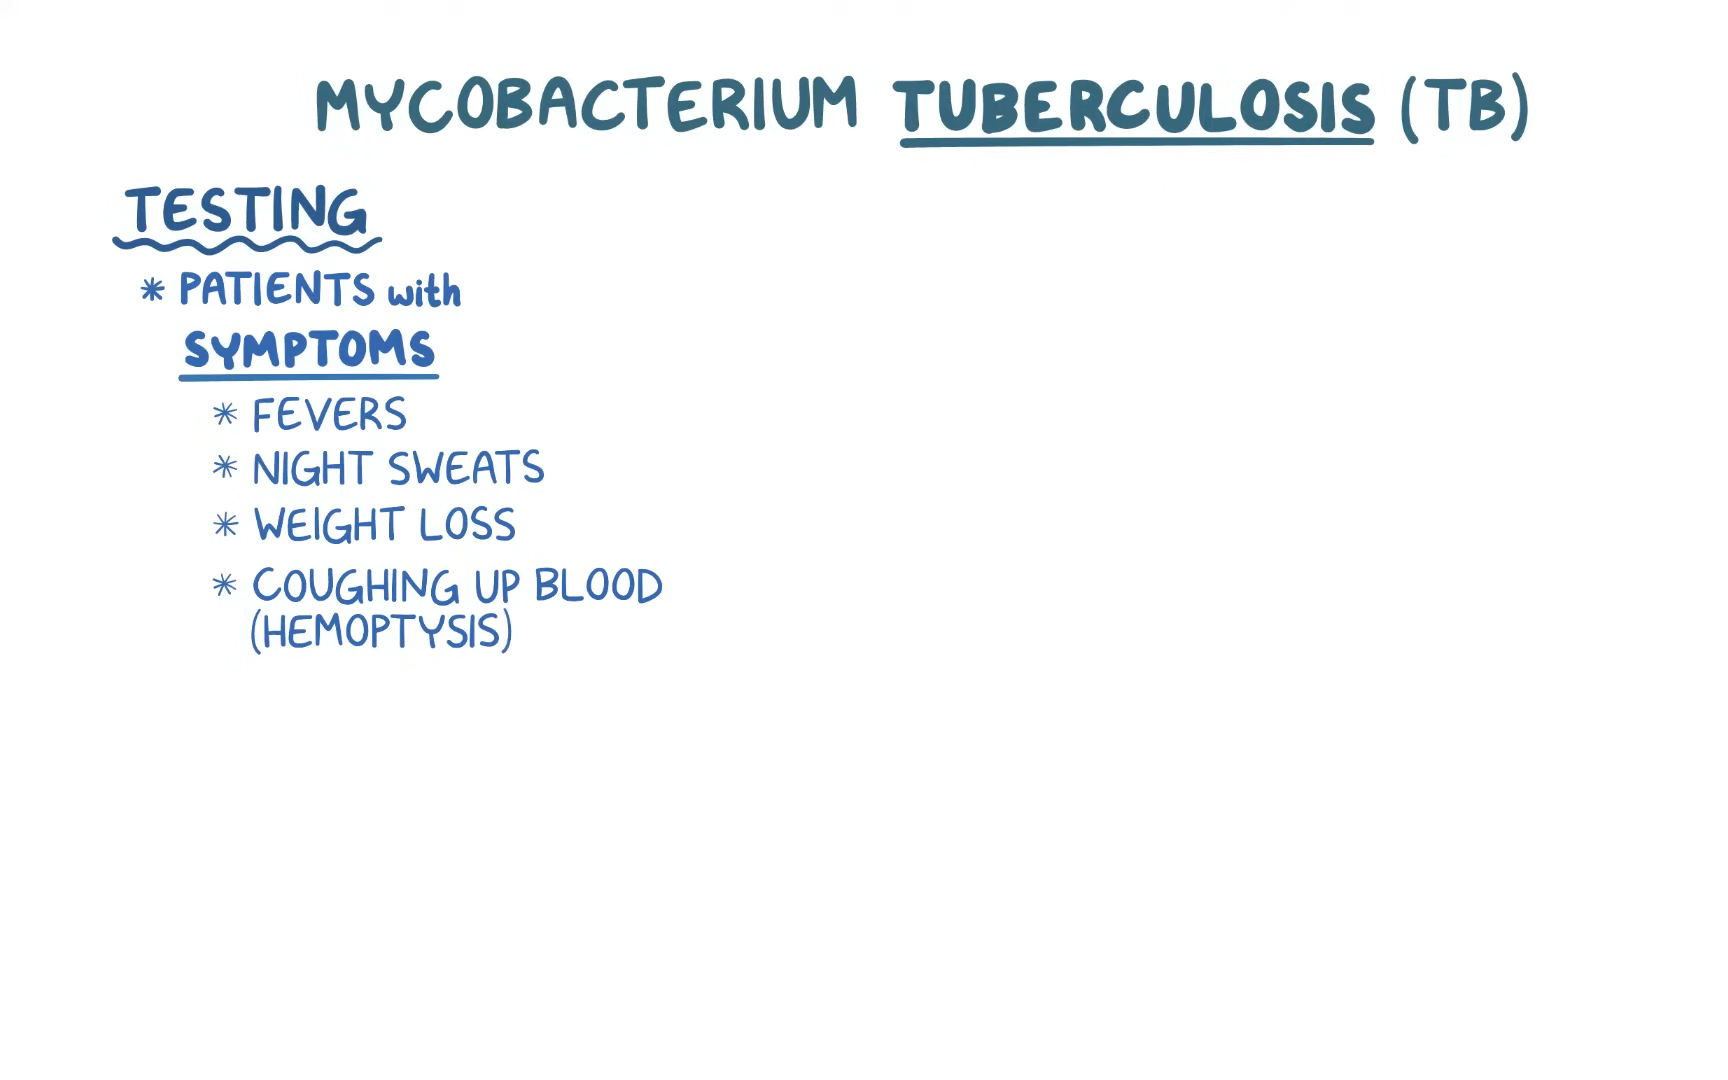 MYCOBACTERIUM TUBERCULOSIS (TB)
TESTING
* PATIENTS with
SYMPTOMS
* FEVERS
* NIGHT SWEATS
* WEIGHT LOSS
* COUGHING UP BLOOD
(HEMOPTYSIS)